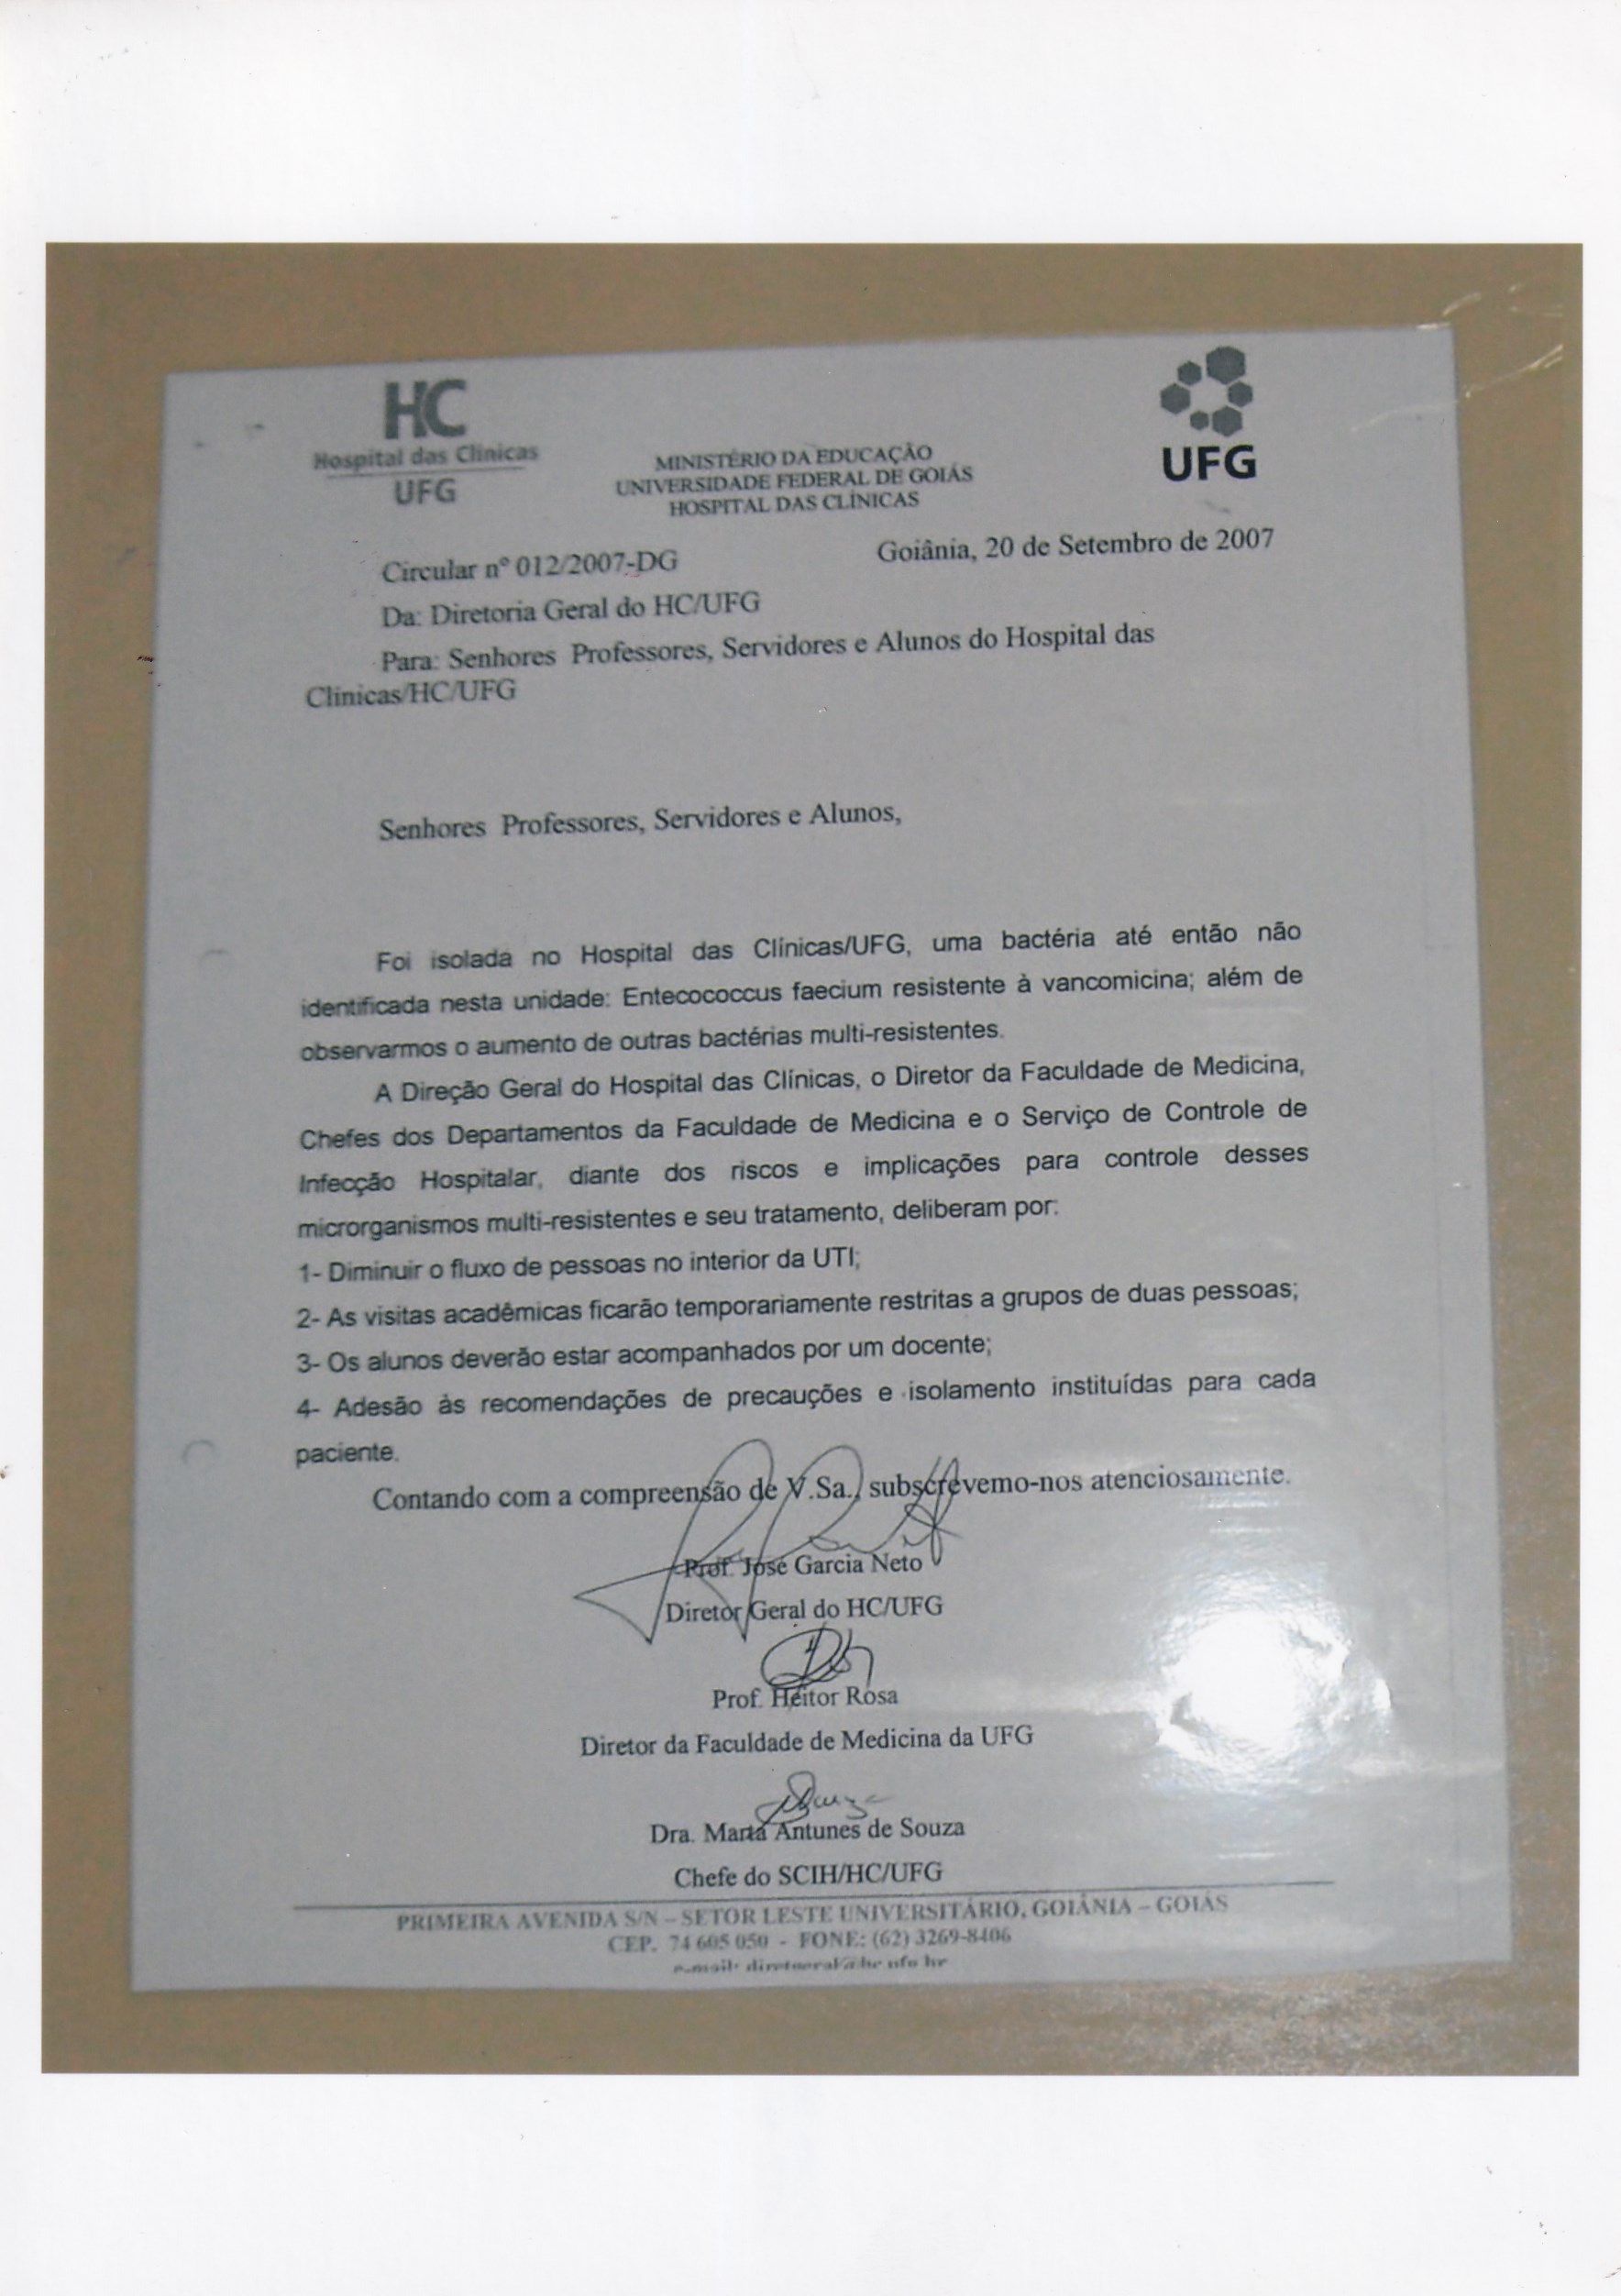 HC
Hospital das Clínicas
UFG
MINISTÉRIO DA EDUCAÇÃO
UNIVERSIDADE FEDERAL DE GOIÁS
HOSPITAL DAS CLÍNICAS
UFG
Circular nº 012/2007-DG
Goiânia, 20 de Setembro de 2007
Da: Diretoria Geral do HC/UFG
Para: Senhores Professores, Servidores e Alunos do Hospital das
Clínicas/HC/UFG
Senhores Professores, Servidores e Alunos,
Foi isolada no Hospital das Clínicas/UFG, uma bactéria até então não
identificada nesta unidade: Entecococcus faecium resistente à vancomicina; além de
observarmos o aumento de outras bactérias multi-resistentes.
A Direção Geral do Hospital das Clínicas, o Diretor da Faculdade de Medicina,
Chefes dos Departamentos da Faculdade de Medicina e o Serviço de Controle de
Infecção Hospitalar, diante dos riscos e implicações para controle desses
microrganismos multi-resistentes e seu tratamento, deliberam por:
1- Diminuir o fluxo de pessoas no interior da UTI;
2- As visitas acadêmicas ficarão temporariamente restritas a grupos de duas pessoas;
3- Os alunos deverão estar acompanhados por um docente;
4- Adesão às recomendações de precauções e isolamento instituídas para cada
paciente.
Contando com a compreensão de V.Sa., subscrevemo-nos atenciosamente.
Prof. José Garcia Neto
Diretor Geral do HC/UFG
Prof. Heitor Rosa
Diretor da Faculdade de Medicina da UFG
Dra. Marta Antunes de Souza
Chefe do SCIH/HC/UFG
PRIMEIRA AVENIDA S/N – SETOR LESTE UNIVERSITÁRIO, GOIÂNIA – GOIÁS
CEP. 74 605 050 - FONE: (62) 3269-8406
e-mail: